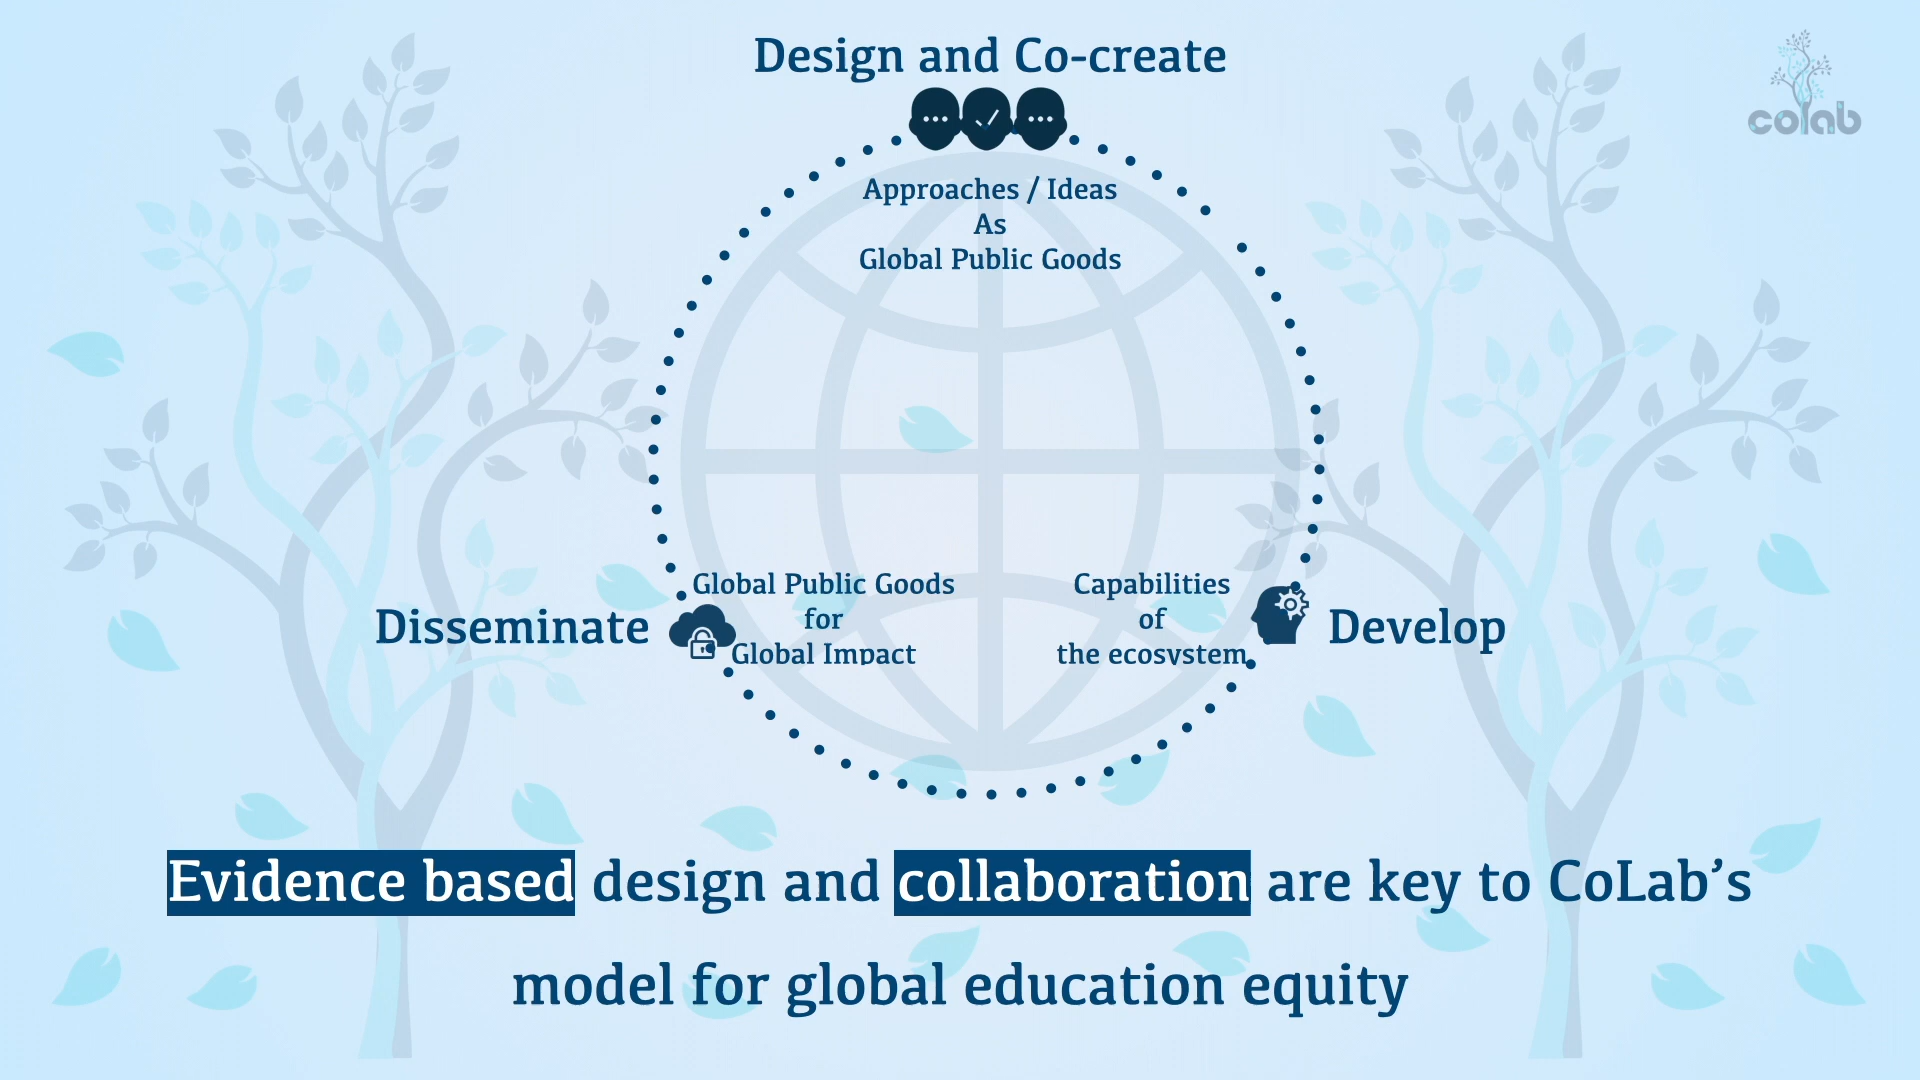 Design and Co-create
colab
Approaches / Ideas
As
Global Public Goods
Disseminate
Global Public Goods
for
Global Impact
Capabilities
of
the ecosystem
Develop
Evidence based design and collaboration are key to CoLab’s
model for global education equity